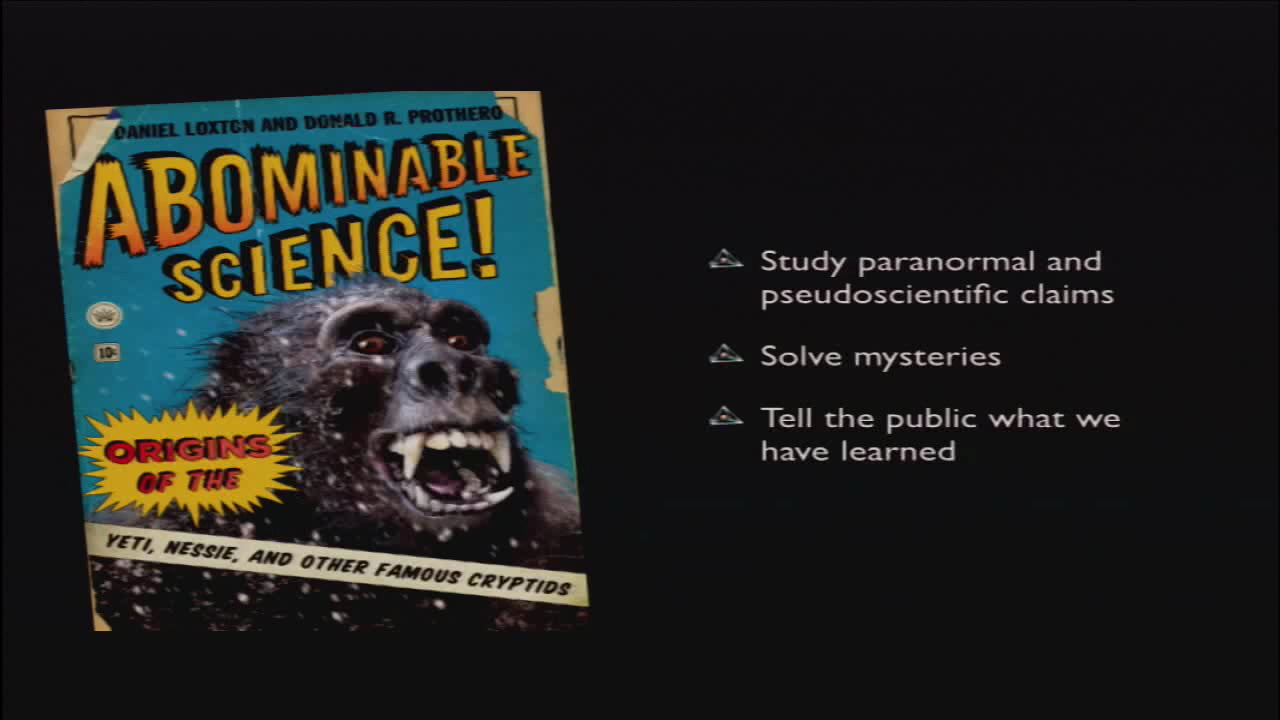 DANIEL LOXTON AND DONALD R. PROTHERO
ABOMINABLE
SCIENCE!
10¢
ORIGINS
OF THE
YETI, NESSIE, AND OTHER FAMOUS CRYPTIDS
Study paranormal and
pseudoscientific claims
Solve mysteries
Tell the public what we
have learned